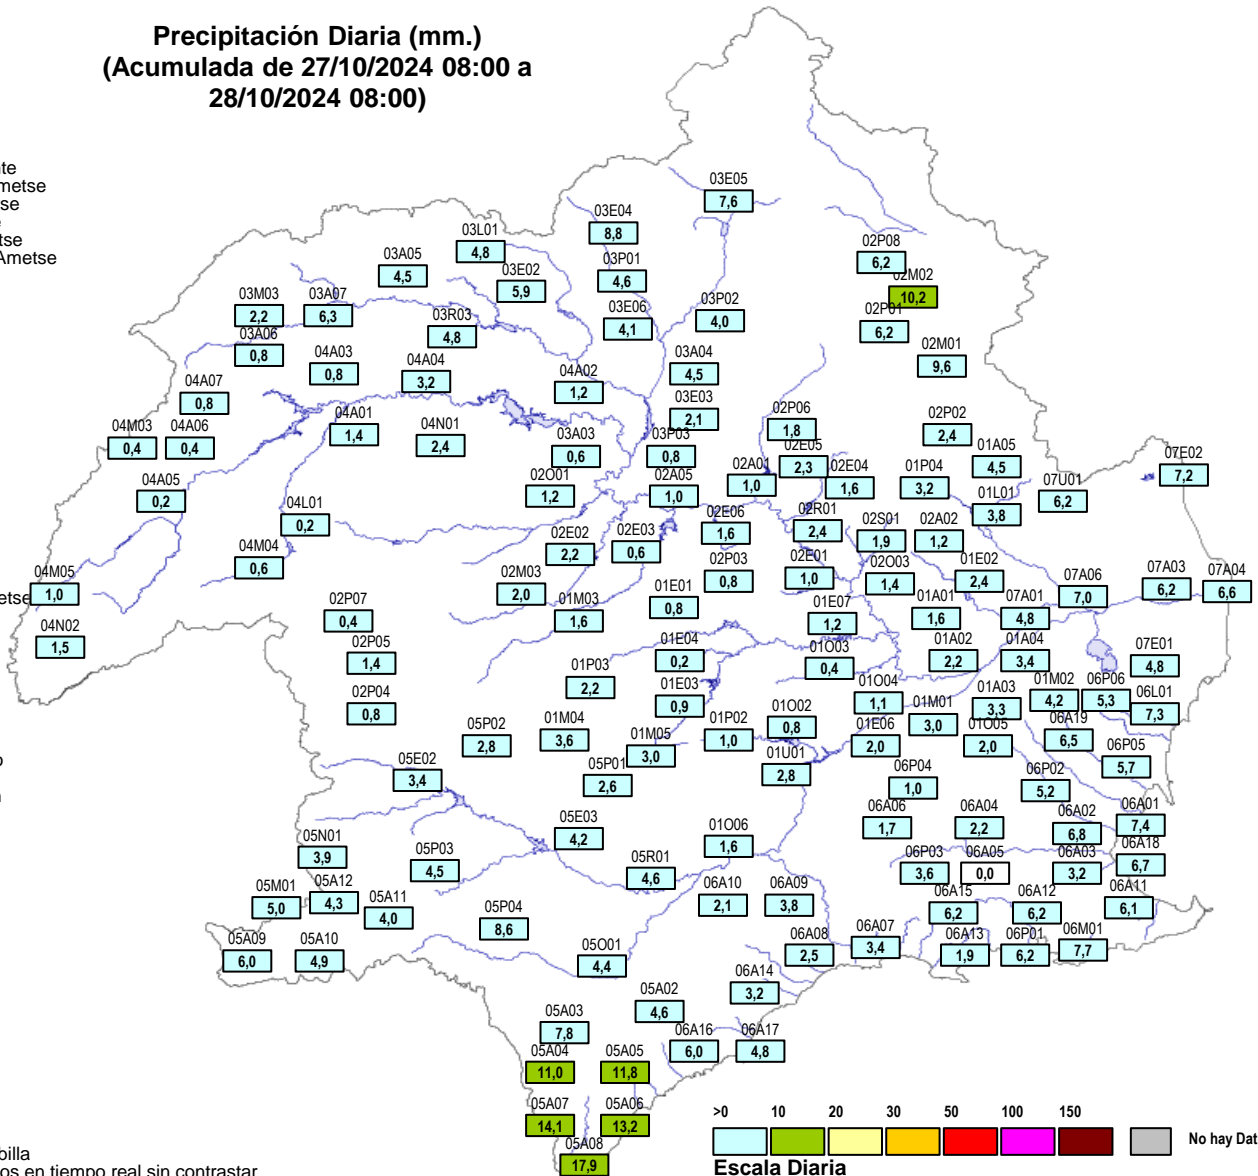 Precipitación Diaria (mm.)
(Acumulada de 27/10/2024 08:00 a
28/10/2024 08:00)
03E05
7,6
03E04
8,8
03L01
4,8
02P08
6,2
03A05
4,5
03P01
4,6
03E02
5,9
02M02
10,2
03M03
2,2
03A07
6,3
03P02
4,0
03E06
4,1
02P01
6,2
03R03
4,8
03A06
0,8
02M01
9,6
04A03
0,8
04A04
3,2
03A04
4,5
04A02
1,2
04A07
0,8
03E03
2,1
04A01
1,4
02P06
1,8
02P02
2,4
04M03
0,4
04A06
0,4
04N01
2,4
03A03
0,6
03P03
0,8
02E05
2,3
01A05
4,5
07E02
7,2
02A01
1,0
02E04
1,6
01P04
3,2
04A05
0,2
02O01
1,2
02A05
1,0
07U01
6,2
01L01
3,8
04L01
0,2
02E06
1,6
02R01
2,4
02S01
1,9
02A02
1,2
02E02
2,2
02E03
0,6
04M04
0,6
02P03
0,8
02E01
1,0
02O03
1,4
01E02
2,4
04M05
1,0
02M03
2,0
07A06
7,0
07A03
6,2
07A04
6,6
01E01
0,8
01M03
1,6
02P07
0,4
01E07
1,2
01A01
1,6
07A01
4,8
04N02
1,5
02P05
1,4
01E04
0,2
01O03
0,4
01A02
2,2
01A04
3,4
07E01
4,8
01P03
2,2
01E03
0,9
01O04
1,1
01A03
3,3
01M02
4,2
06P06
5,3
06L01
7,3
02P04
0,8
01M01
3,0
05P02
2,8
01M04
3,6
01M05
3,0
01P02
1,0
01O02
0,8
01E06
2,0
01O05
2,0
06A19
6,5
06P05
5,7
05E02
3,4
05P01
2,6
01U01
2,8
06P04
1,0
06P02
5,2
05E03
4,2
01O06
1,6
06A06
1,7
06A04
2,2
06A02
6,8
06A01
7,4
05N01
3,9
05P03
4,5
05R01
4,6
06P03
3,6
06A05
0,0
06A03
3,2
06A18
6,7
05M01
5,0
05A12
4,3
05A11
4,0
06A10
2,1
06A09
3,8
06A15
6,2
06A12
6,2
06A11
6,1
05P04
8,6
05A09
6,0
05A10
4,9
05O01
4,4
06A08
2,5
06A07
3,4
06A13
1,9
06P01
6,2
06M01
7,7
06A14
3,2
05A02
4,6
05A03
7,8
06A16
6,0
06A17
4,8
05A04
11,0
05A05
11,8
05A07
14,1
05A06
13,2
05A08
17,9
>0 10 20 30 50 100 150
No hay Dat
Escala Diaria
billa
os en tiempo real sin contrastar